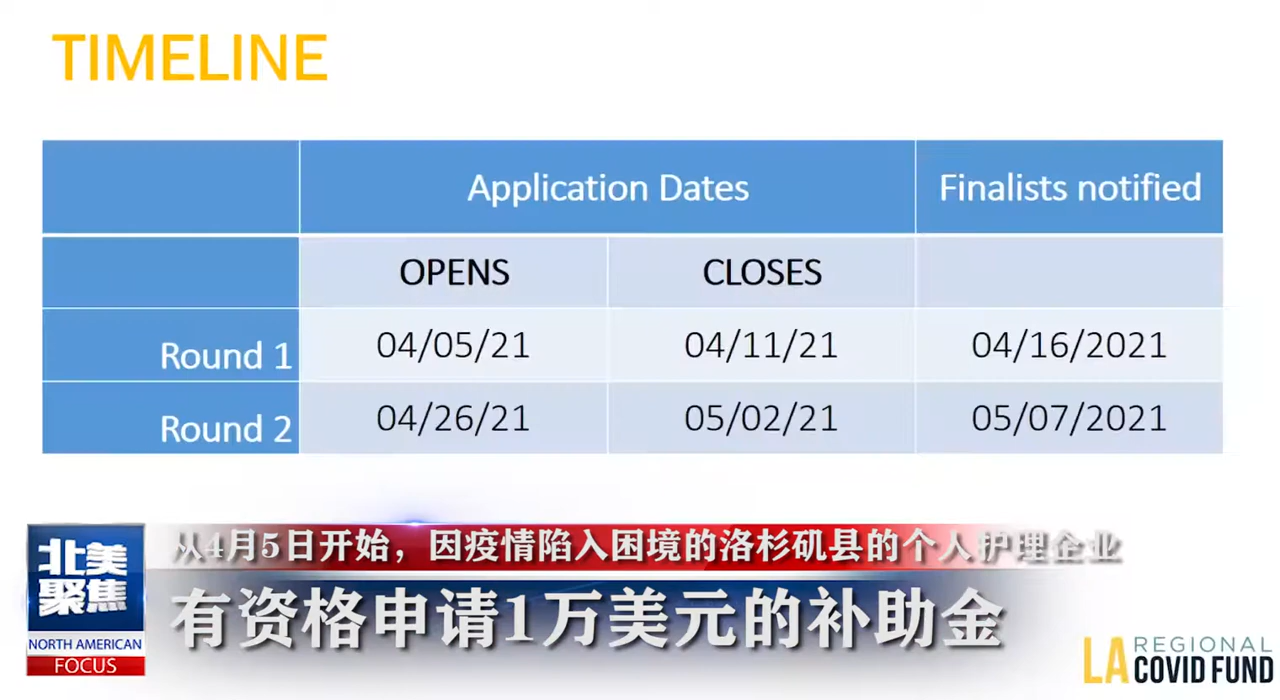 TIMELINE
Application Dates Finalists notified
OPENS CLOSES
Round 1 04/05/21 04/11/21 04/16/2021
Round 2 04/26/21 05/02/21 05/07/2021
从4月5日开始，因疫情陷入困境的洛杉矶县的个人护理企业
有资格申请1万美元的补助金
北美
聚焦
NORTH AMERICAN
FOCUS
LA REGIONAL
COVID FUND